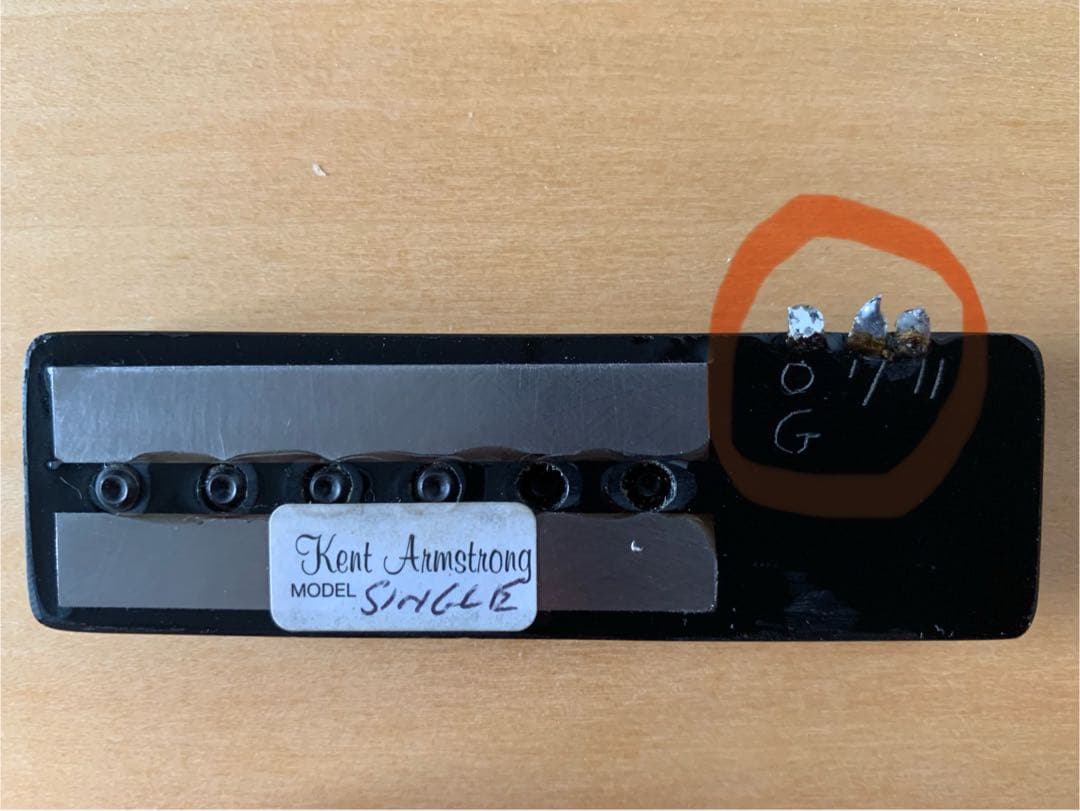 O
G
Kent Armstrong
MODEL SINGLE